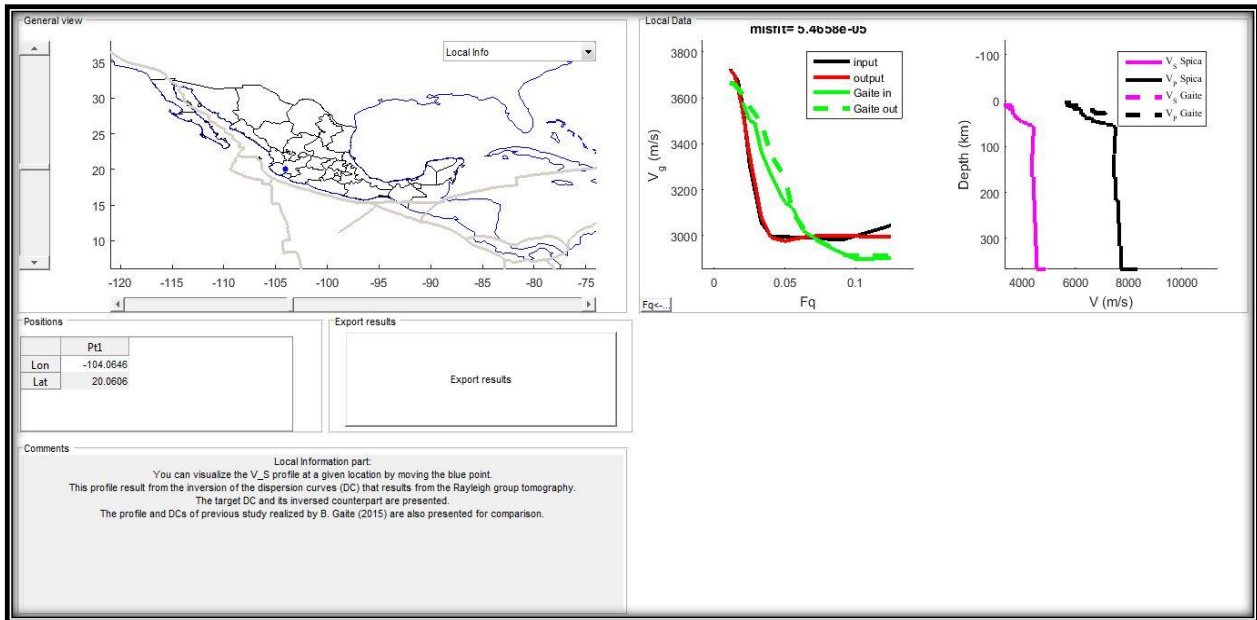 General view
Local Info
35
30
25
20
15
10
-121
-115
-110
-105
-100
-95
-90
-85
-80
-75
Local Data
misfit= 5.4658e-05
3800
3600
3400
3200
3000
V_g (m/s)
0
0.05
0.1
Fq
input
output
Gaite in
Gaite out
Fq<-...
-100
0
100
200
300
Depth (km)
4000
6000
8000
10000
V (m/s)
V_S Spica
V_P Spica
V_S Gaite
V_P Gaite
Positions
Pt1
Lon -104.0646
Lat 20.0606
Export results
Export results
Comments
Local Information part:
You can visualize the V_S profile at a given location by moving the blue point.
This profile result from the inversion of the dispersion curves (DC) that results from the Rayleigh group tomography.
The target DC and its inversed counterpart are presented.
The profile and DCs of previous study realized by B. Gaite (2015) are also presented for comparison.